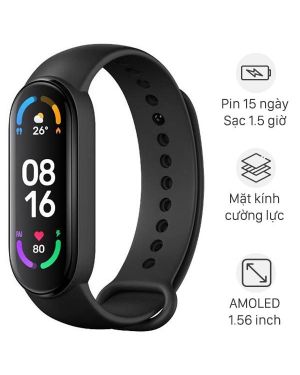 26°
08
16
80
Pin 15 ngày
Sạc 1.5 giờ
Mặt kính
cường lực
AMOLED
1.56 inch